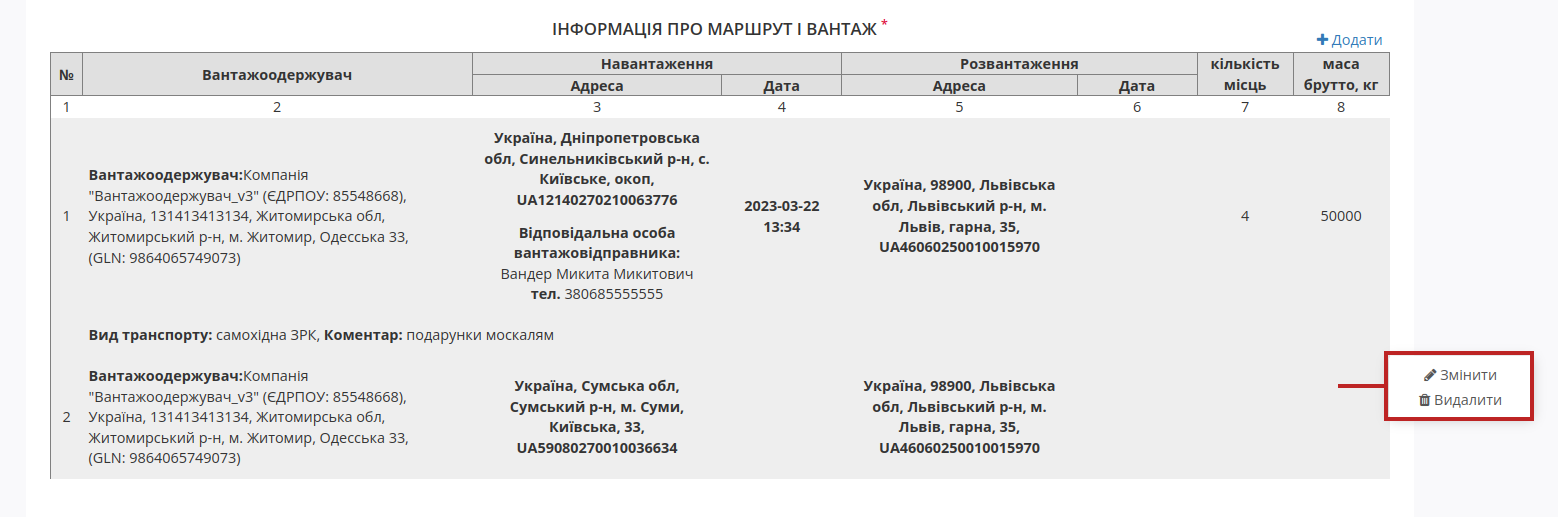 ІНФОРМАЦІЯ ПРО МАРШРУТ І ВАНТАЖ *
Додати
№ Вантажоодержувач Навантаження Розвантаження кількість місць маса брутто, кг
Адреса Дата Адреса Дата
1 2 3 4 5 6 7 8
1
Вантажоодержувач:Компанія
"Вантажоодержувач_v3" (ЄДРПОУ: 85548668),
Україна, 131413413134, Житомирська обл,
Житомирський р-н, м. Житомир, Одесська 33,
(GLN: 9864065749073)
Україна, Дніпропетровська
обл, Синельниківський р-н, с.
Київське, окоп,
UA12140270210063776
Відповідальна особа
вантажовідправника:
Вандер Микита Микитович
тел. 380685555555
2023-03-22
13:34
Україна, 98900, Львівська
обл, Львівський р-н, м.
Львів, гарна, 35,
UA46060250010015970
4
50000
Вид транспорту: самохідна ЗРК, Коментар: подарунки москалям
2
Вантажоодержувач:Компанія
"Вантажоодержувач_v3" (ЄДРПОУ: 85548668),
Україна, 131413413134, Житомирська обл,
Житомирський р-н, м. Житомир, Одесська 33,
(GLN: 9864065749073)
Україна, Сумська обл,
Сумський р-н, м. Суми,
Київська, 33,
UA59080270010036634
Україна, 98900, Львівська
обл, Львівський р-н, м.
Львів, гарна, 35,
UA46060250010015970
Змінити
Видалити